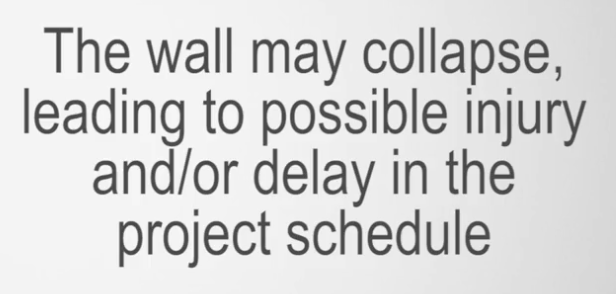 The wall may collapse,
leading to possible injury
and/or delay in the
project schedule